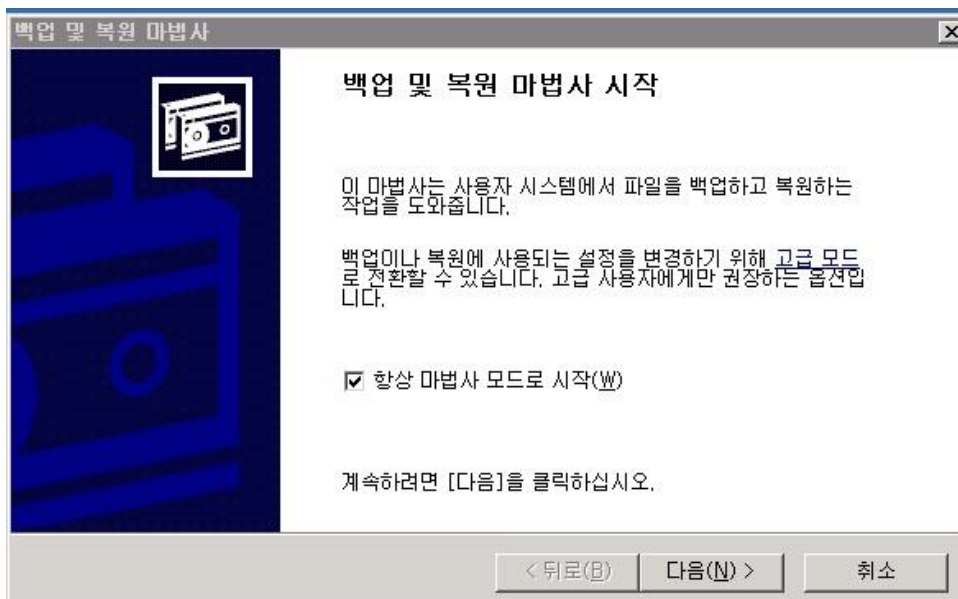 백업 및 복원 마법사
백업 및 복원 마법사 시작
이 마법사는 사용자 시스템에서 파일을 백업하고 복원하는
작업을 도와줍니다.
백업이나 복원에 사용되는 설정을 변경하기 위해 고급 모드
로 전환할 수 있습니다. 고급 사용자에게만 권장하는 옵션입
니다.
항상 마법사 모드로 시작(W)
계속하려면 [다음]을 클릭하십시오.
< 뒤로(B) 다음(N) > 취소